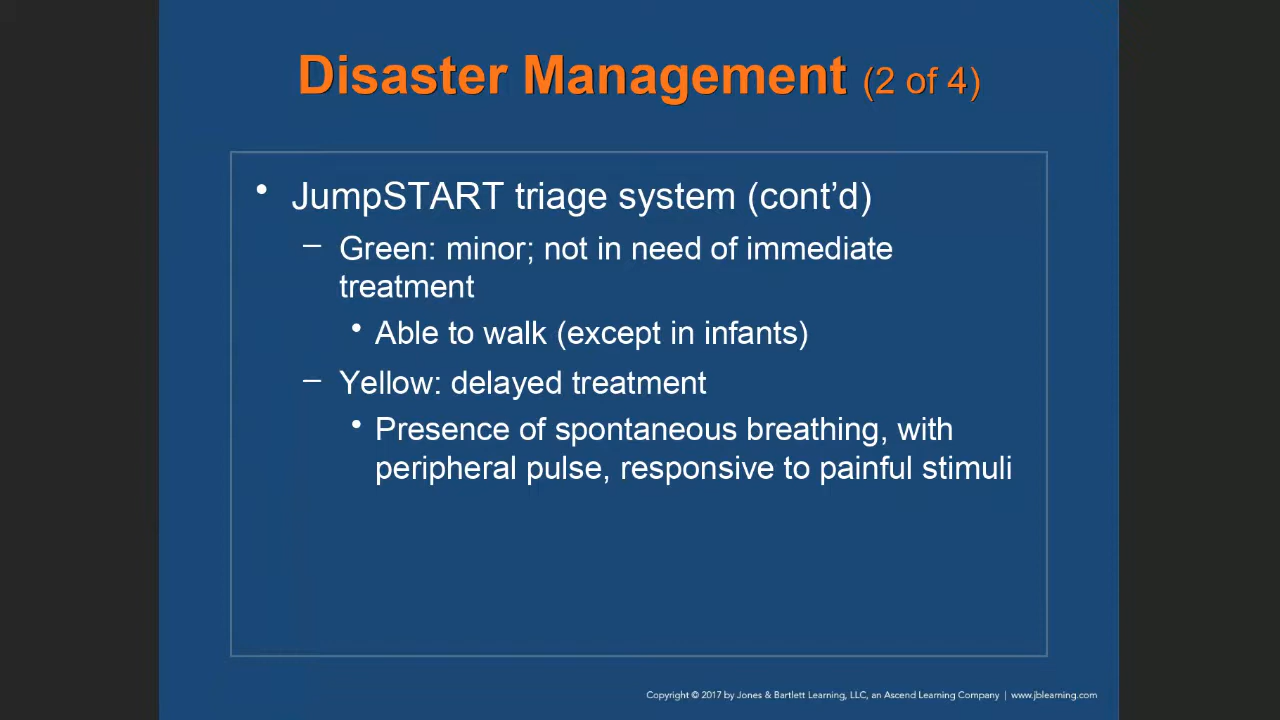 Disaster Management (2 of 4)
• JumpSTART triage system (cont’d)
– Green: minor; not in need of immediate
treatment
• Able to walk (except in infants)
– Yellow: delayed treatment
• Presence of spontaneous breathing, with
peripheral pulse, responsive to painful stimuli
Copyright © 2017 by Jones & Bartlett Learning, LLC, an Ascend Learning Company | www.jblearning.com